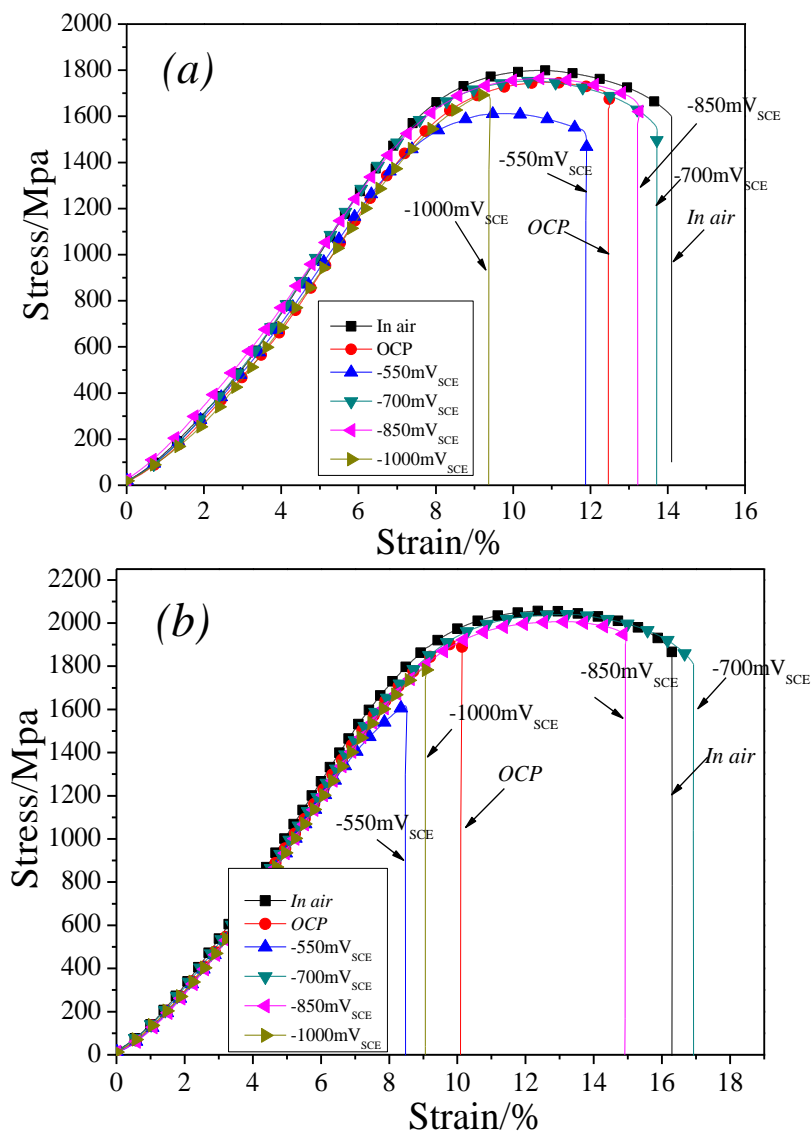 (a)
Stress/Mpa
2000
1800
1600
1400
1200
1000
800
600
400
200
0
-850mV_SCE
-550mV_SCE
-700mV_SCE
-1000mV_SCE
OCP
In air
In air
OCP
-550mV_SCE
-700mV_SCE
-850mV_SCE
-1000mV_SCE
0 2 4 6 8 10 12 14 16
Strain/%
(b)
Stress/Mpa
2200
2000
1800
1600
1400
1200
1000
800
600
400
200
0
-850mV_SCE
-700mV_SCE
-1000mV_SCE
In air
OCP
-550mV_SCE
In air
OCP
-550mV_SCE
-700mV_SCE
-850mV_SCE
-1000mV_SCE
0 2 4 6 8 10 12 14 16 18
Strain/%